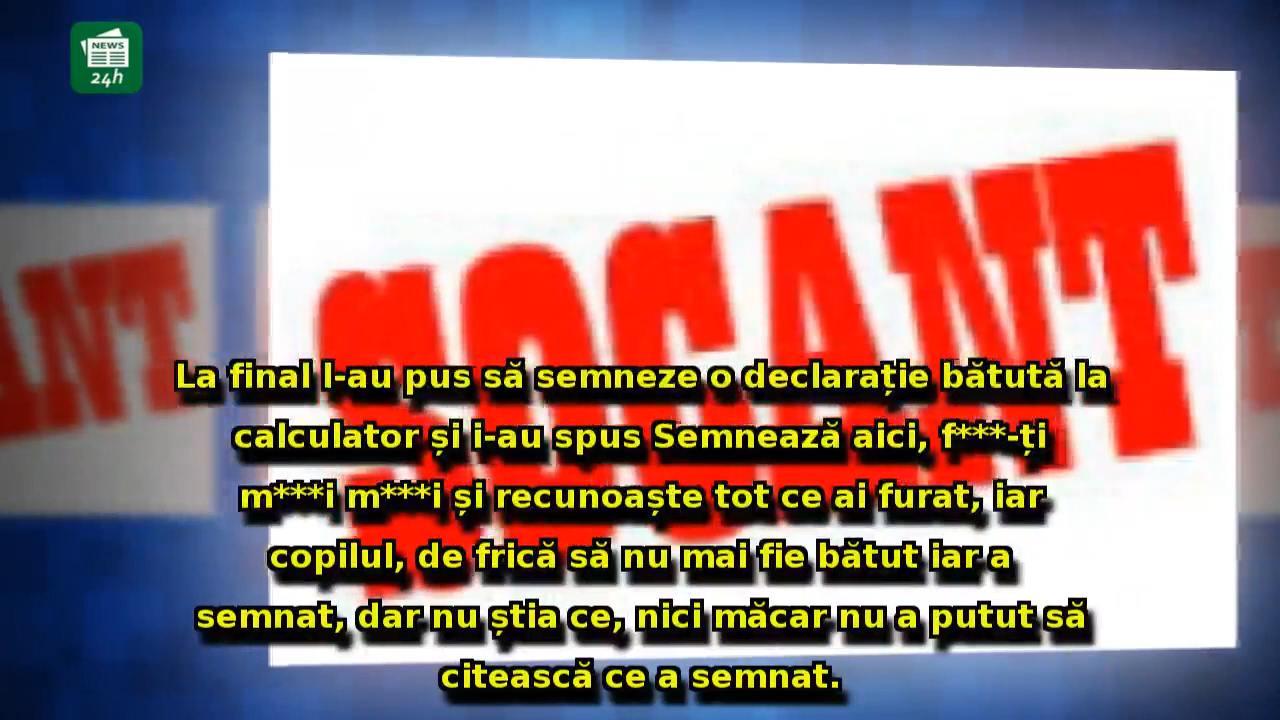 NEWS
24h
ȘOCANT
ANT
La final l-au pus să semneze o declarație bătută la
calculator și i-au spus Semnează aici, f***-ți
m***i m***i și recunoaște tot ce ai furat, iar
copilul, de frică să nu mai fie bătut iar a
semnat, dar nu știa ce, nici măcar nu a putut să
citească ce a semnat.